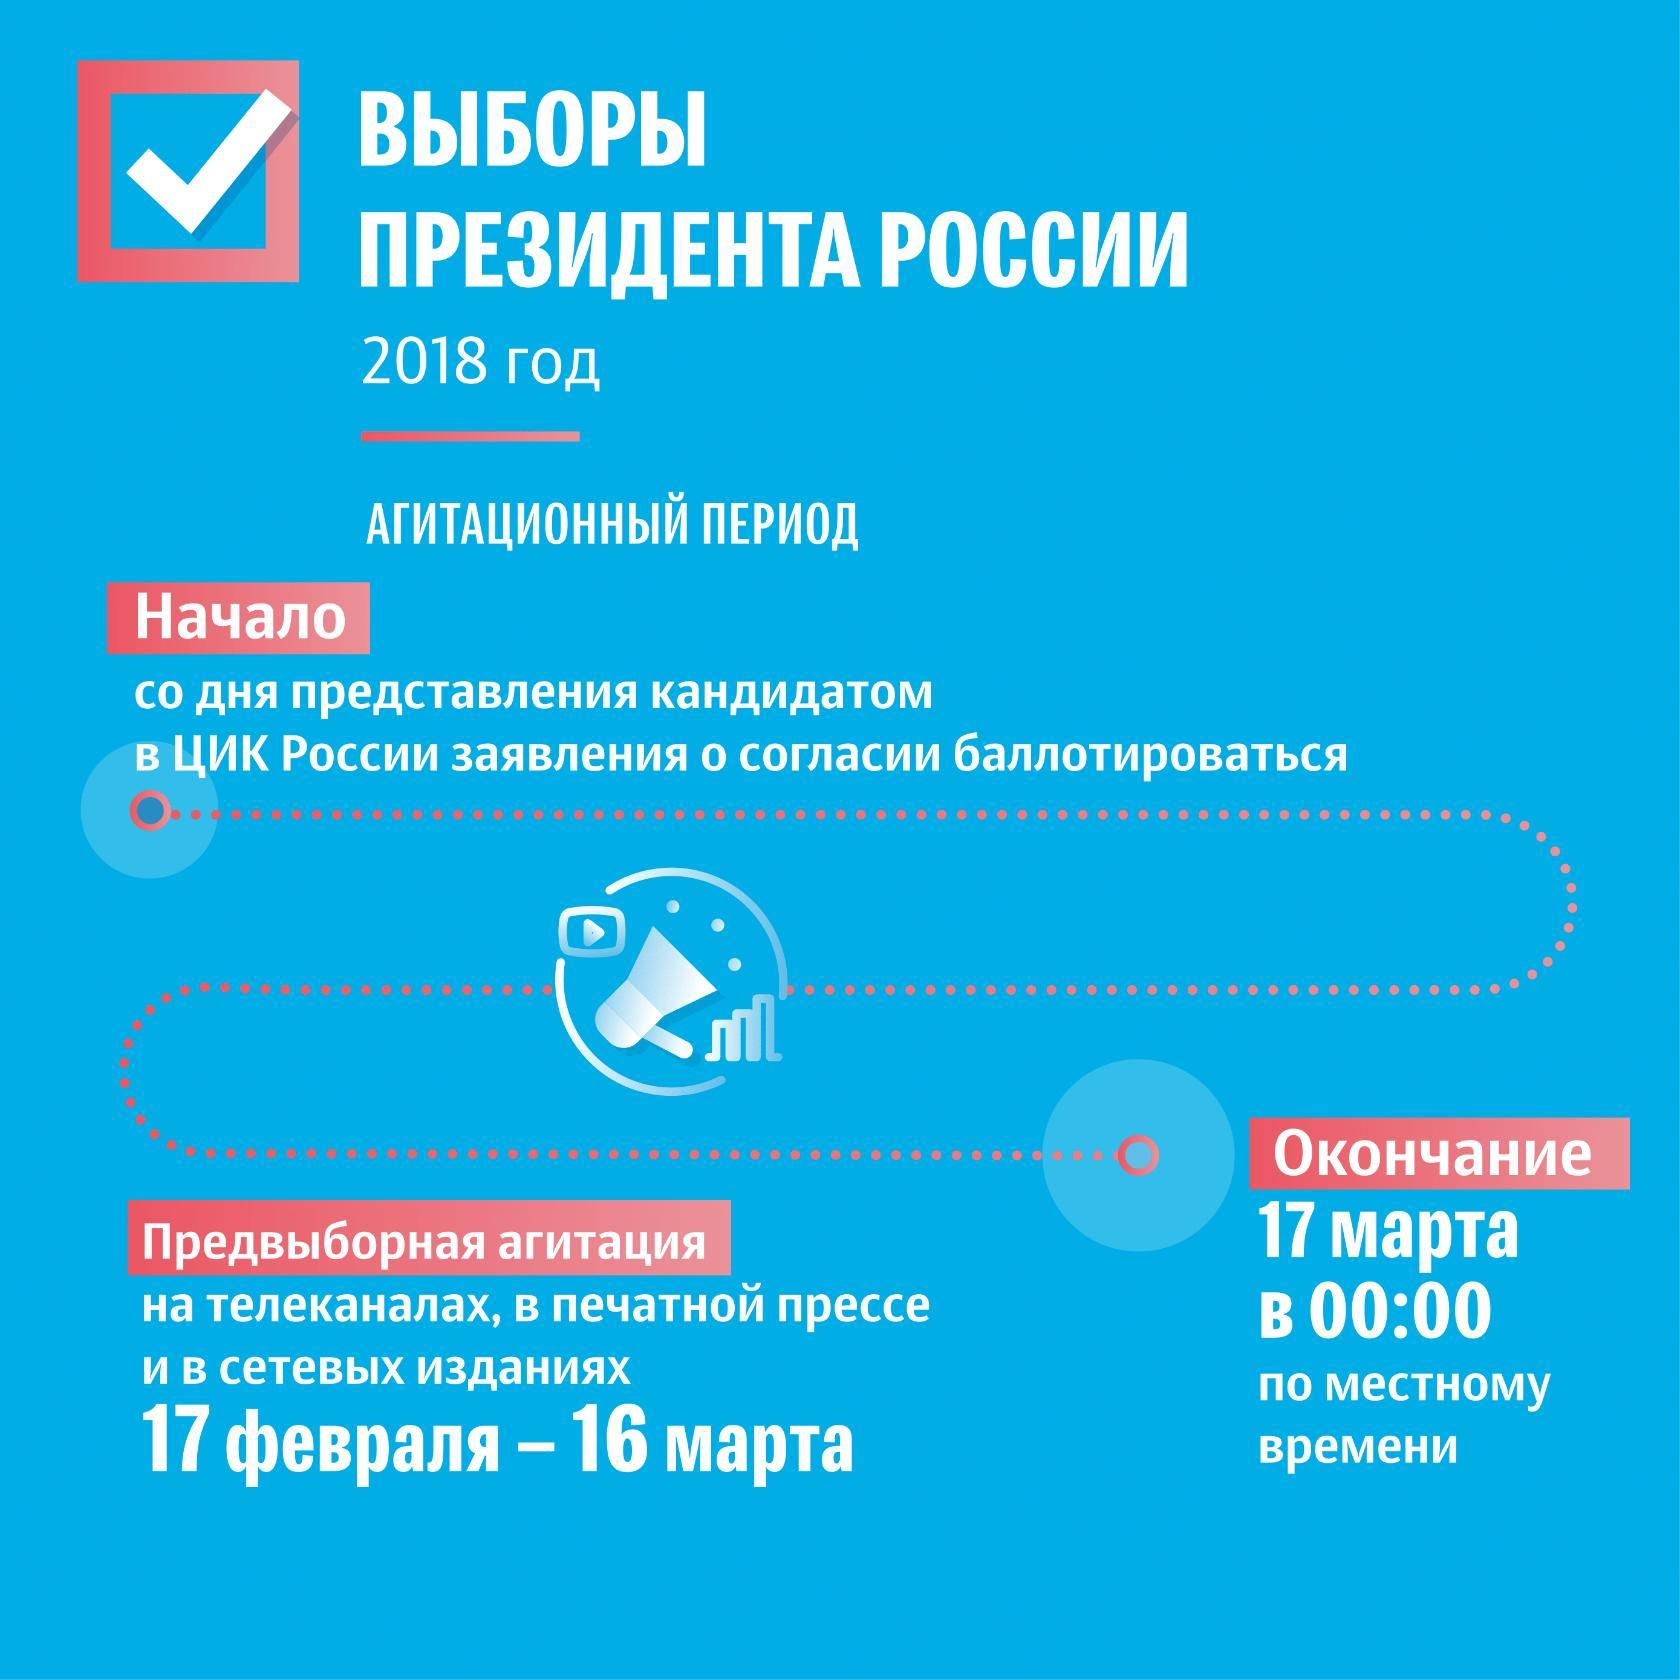 ВЫБОРЫ
ПРЕЗИДЕНТА РОССИИ
2018 год
АГИТАЦИОННЫЙ ПЕРИОД
Начало
со дня представления кандидатом
в ЦИК России заявления о согласии баллотироваться
Предвыборная агитация
на телеканалах, в печатной прессе
и в сетевых изданиях
17 февраля – 16 марта
Окончание
17 марта
в 00:00
по местному
времени